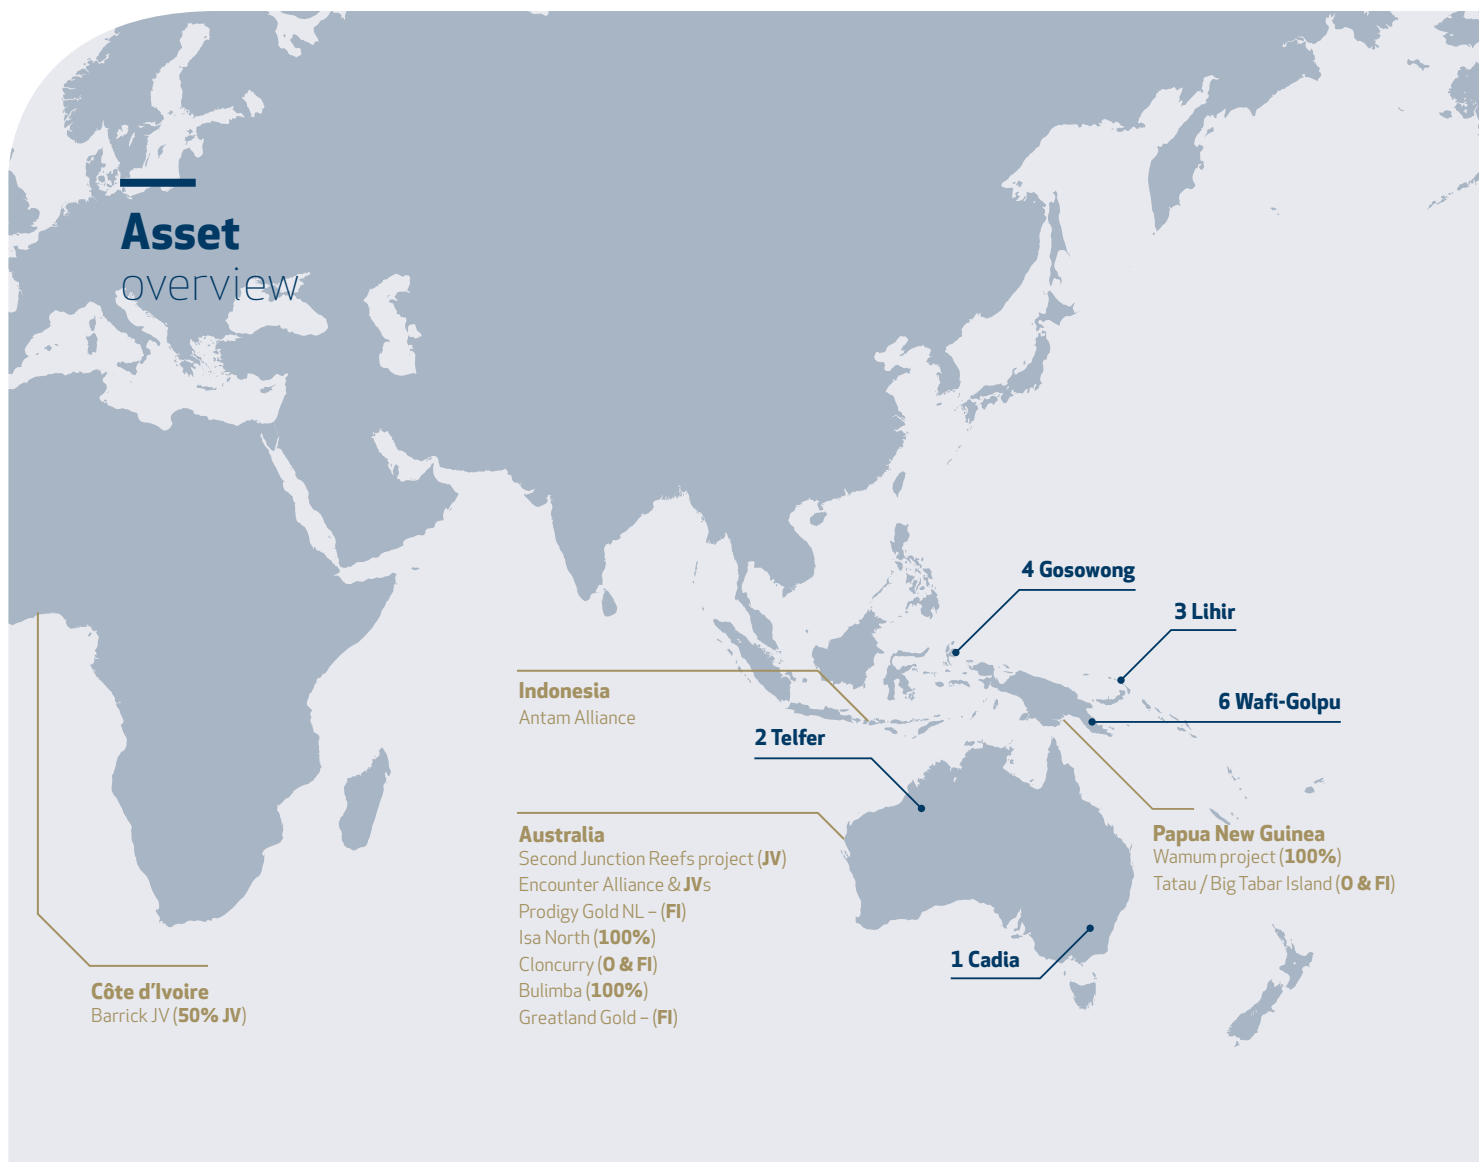 Asset
overview
4 Gosowong
3 Lihir
6 Wafi-Golpu
Indonesia
Antam Alliance
2 Telfer
Australia
Second Junction Reefs project (JV)
Encounter Alliance & JVs
Prodigy Gold NL – (FI)
Isa North (100%)
Cloncurry (O & FI)
Bulimba (100%)
Greatland Gold – (FI)
Papua New Guinea
Wamum project (100%)
Tatau / Big Tabar Island (O & FI)
1 Cadia
Côte d'Ivoire
Barrick JV (50% JV)